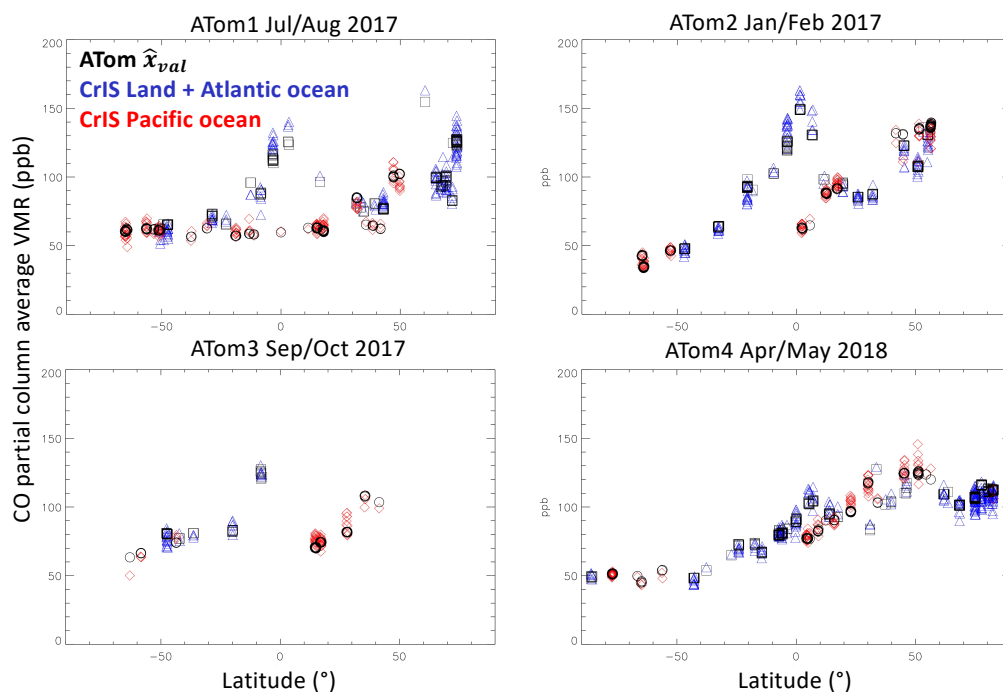 ATom1 Jul/Aug 2017
ATom2 Jan/Feb 2017
200
150
100
50
0
ATom x̂val
CrIS Land + Atlantic ocean
CrIS Pacific ocean
−50
0
50
200
150
100
50
0
ppb
−50
0
50
ATom3 Sep/Oct 2017
ATom4 Apr/May 2018
200
150
100
50
0
−50
0
50
200
150
100
50
0
ppb
−50
0
50
CO partial column average VMR (ppb)
Latitude (°)
Latitude (°)